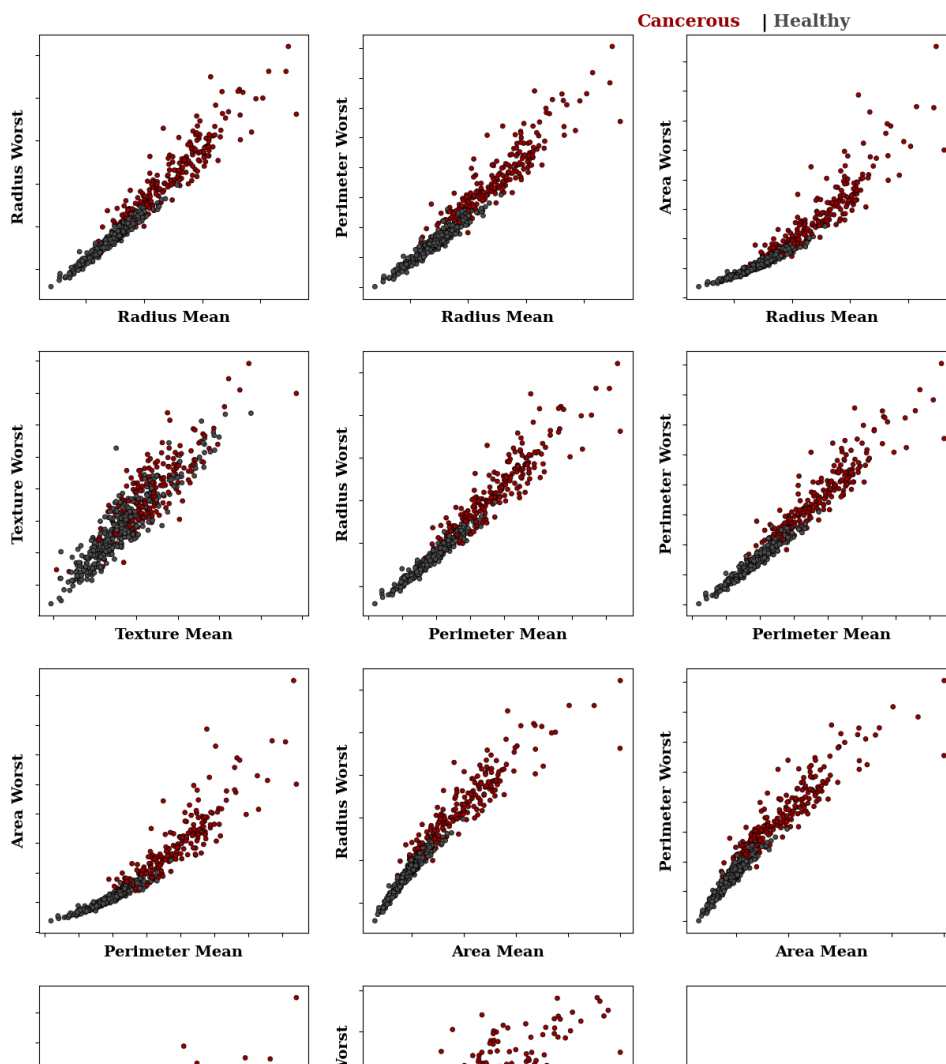 Cancerous | Healthy
Radius Worst
Radius Mean
Perimeter Worst
Radius Mean
Area Worst
Radius Mean
Texture Worst
Texture Mean
Radius Worst
Perimeter Mean
Perimeter Worst
Perimeter Mean
Area Worst
Perimeter Mean
Radius Worst
Area Mean
Perimeter Worst
Area Mean